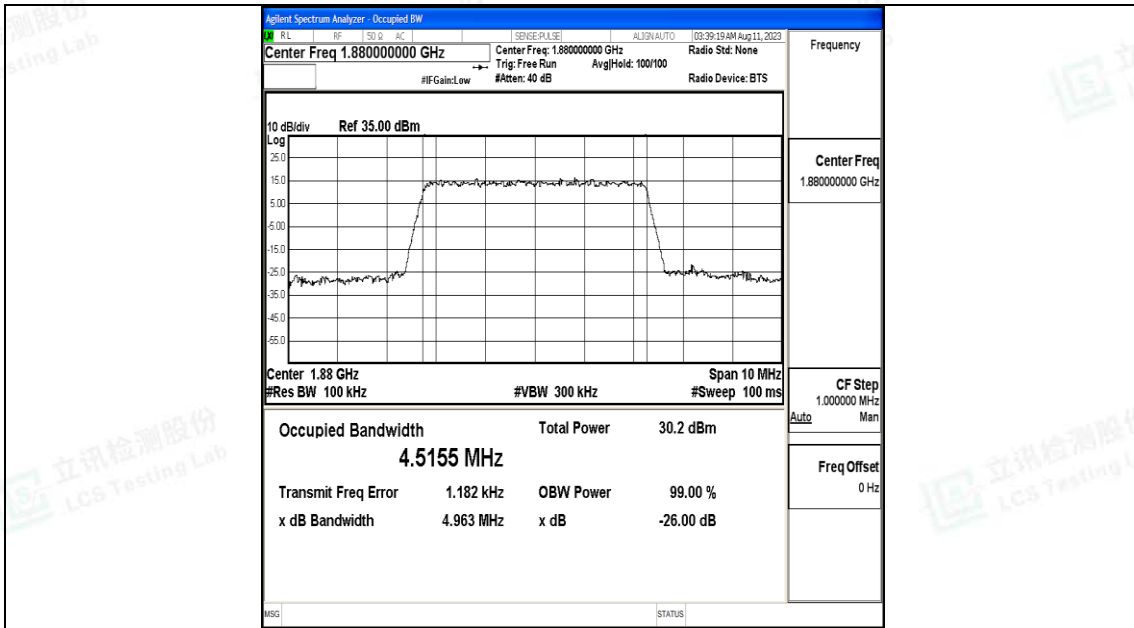 Agilent Spectrum Analyzer - Occupied BW
RL RF 50 Ω AC SENSE:PULSE ALIGN AUTO 03:39:19 AM Aug 11, 2023
Center Freq 1.880000000 GHz
Center Freq: 1.880000000 GHz
Radio Std: None
Trig: Free Run Avg|Hold: 100/100
#IFGain:Low
#Atten: 40 dB
Radio Device: BTS
Frequency
10 dB/div Ref 35.00 dBm
Log
25.0
15.0
5.00
-5.00
-15.0
-25.0
-35.0
-45.0
-55.0
Center 1.88 GHz Span 10 MHz
#Res BW 100 kHz #VBW 300 kHz #Sweep 100 ms
Center Freq
1.880000000 GHz
CF Step
1.000000 MHz
Auto Man
Freq Offset
0 Hz
Occupied Bandwidth Total Power 30.2 dBm
4.5155 MHz
Transmit Freq Error 1.182 kHz OBW Power 99.00 %
x dB Bandwidth 4.963 MHz x dB -26.00 dB
MSG STATUS
立讯检测股份
LCS Testing Lab
立讯检测股份
LCS Testing